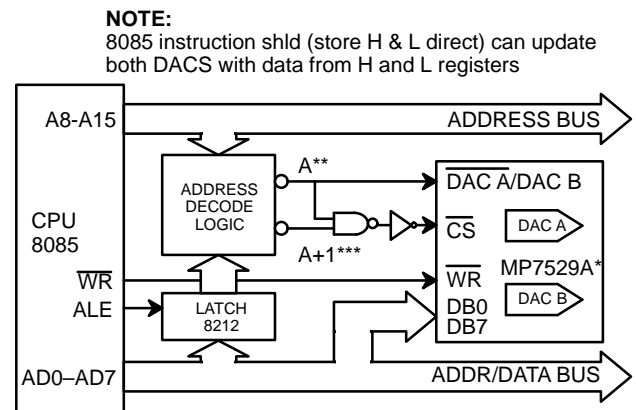 NOTE:
8085 instruction shld (store H & L direct) can update
both DACS with data from H and L registers
A8-A15
ADDRESS BUS
A**
ADDRESS
DECODE
LOGIC
DAC A/DAC B
CPU
8085
CS
DAC A
A+1***
WR
WR
MP7529A*
ALE
LATCH
8212
DB0
DB7
DAC B
AD0–AD7
ADDR/DATA BUS